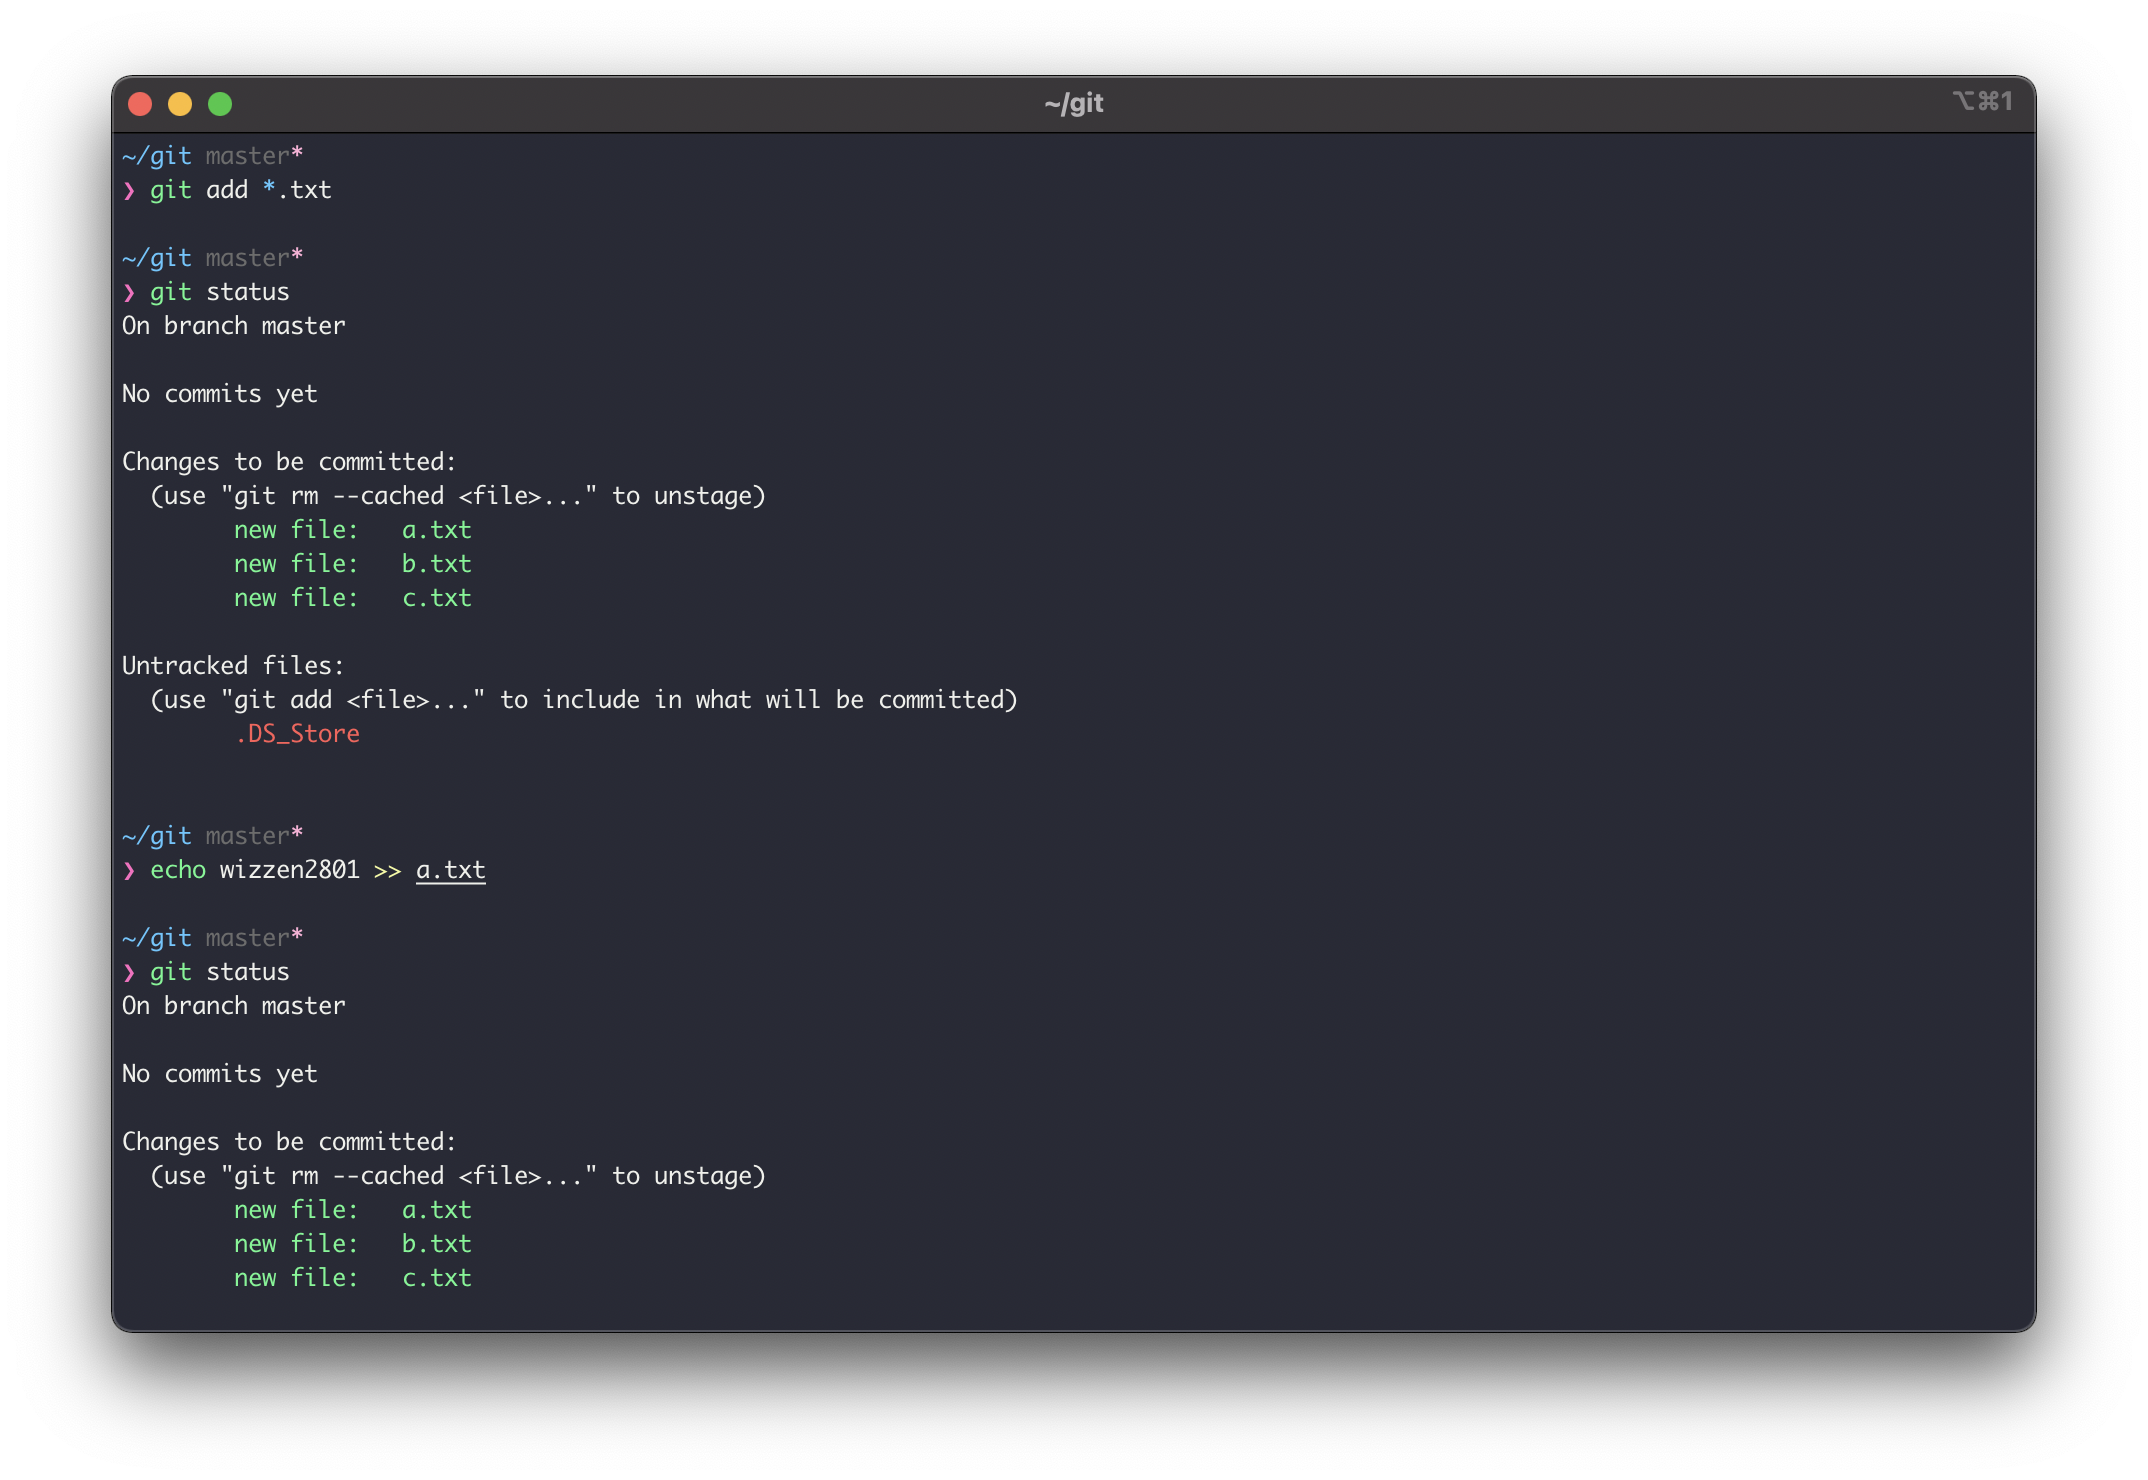 ~/git
⌥⌘1
~/git master*
❯ git add *.txt
~/git master*
❯ git status
On branch master
No commits yet
Changes to be committed:
  (use "git rm --cached <file>..." to unstage)
        new file:   a.txt
        new file:   b.txt
        new file:   c.txt
Untracked files:
  (use "git add <file>..." to include in what will be committed)
        .DS_Store
~/git master*
❯ echo wizzen2801 >> a.txt
~/git master*
❯ git status
On branch master
No commits yet
Changes to be committed:
  (use "git rm --cached <file>..." to unstage)
        new file:   a.txt
        new file:   b.txt
        new file:   c.txt